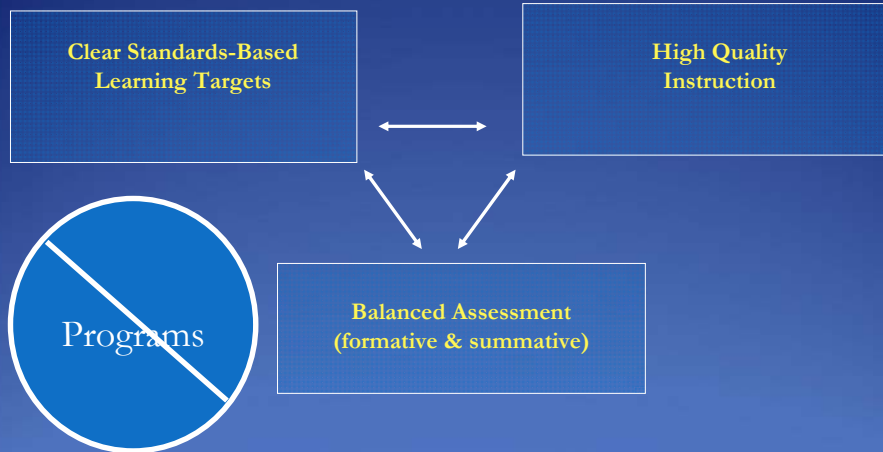 Clear Standards-Based
Learning Targets
High Quality
Instruction
Programs
Balanced Assessment
(formative & summative)